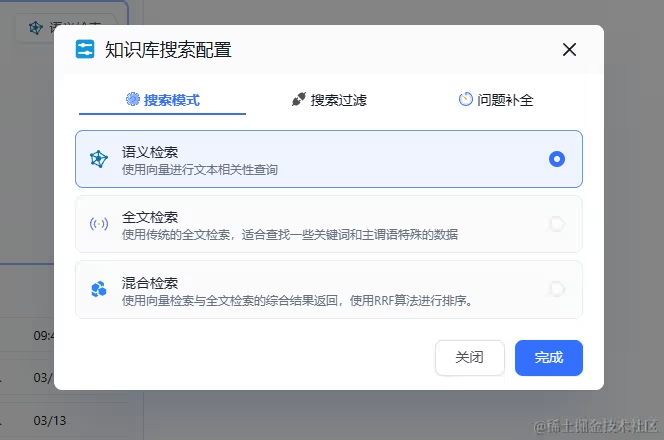 语义检索
知识库搜索配置
搜索模式
搜索过滤
问题补全
语义检索
使用向量进行文本相关性查询
全文检索
使用传统的全文检索，适合查找一些关键词和主谓语特殊的数据
混合检索
使用向量检索与全文检索的综合结果返回，使用RRF算法进行排序。
09:4
03/
关闭
完成
03/13
@稀土掘金技术社区